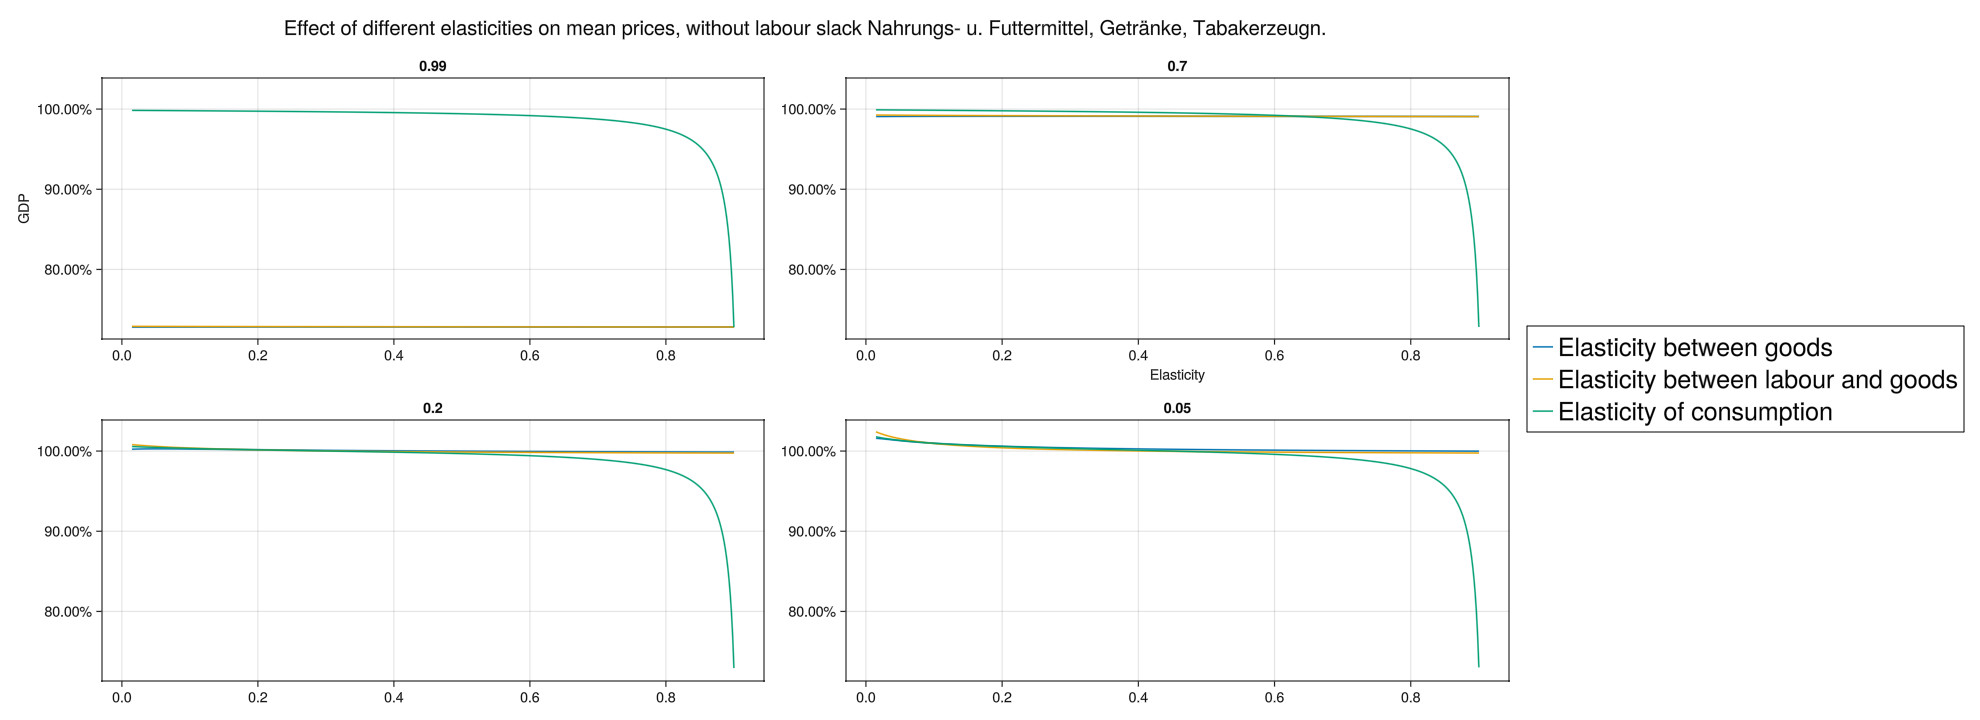 Effect of different elasticities on mean prices, without labour slack Nahrungs- u. Futtermittel, Getränke, Tabakerzeugn.
0.99
100.00%
90.00%
80.00%
GDP
0.0 0.2 0.4 0.6 0.8
0.7
100.00%
90.00%
80.00%
0.0 0.2 0.4 0.6 0.8
Elasticity
0.2
100.00%
90.00%
80.00%
0.0 0.2 0.4 0.6 0.8
0.05
100.00%
90.00%
80.00%
0.0 0.2 0.4 0.6 0.8
Elasticity between goods
Elasticity between labour and goods
Elasticity of consumption